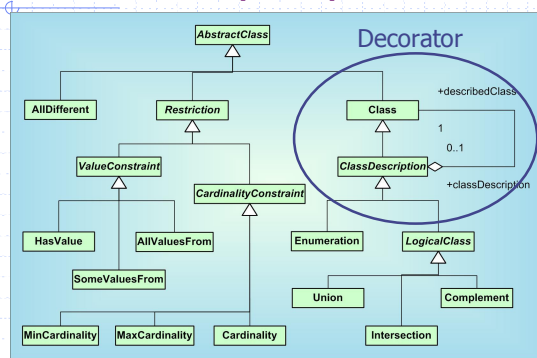 AbstractClass
Decorator
+describedClass
AllDifferent
Restriction
Class
1
0..1
ValueConstraint
ClassDescription
+classDescription
CardinalityConstraint
HasValue
AllValuesFrom
Enumeration
LogicalClass
SomeValuesFrom
Union
Complement
MinCardinality
MaxCardinality
Cardinality
Intersection